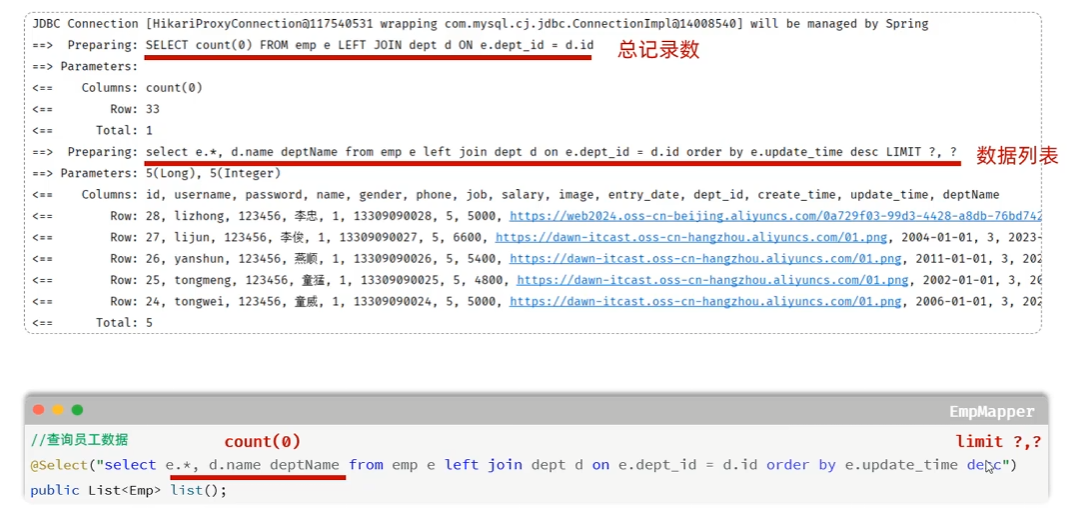 JDBC Connection [HikariProxyConnection@117540531 wrapping com.mysql.cj.jdbc.ConnectionImpl@14008540] will be managed by Spring
==>  Preparing: SELECT count(0) FROM emp e LEFT JOIN dept d ON e.dept_id = d.id 总记录数
==> Parameters:
<==    Columns: count(0)
<==        Row: 33
<==      Total: 1
==>  Preparing: select e.*, d.name deptName from emp e left join dept d on e.dept_id = d.id order by e.update_time desc LIMIT ?, ? 数据列表
==> Parameters: 5(Long), 5(Integer)
<==    Columns: id, username, password, name, gender, phone, job, salary, image, entry_date, dept_id, create_time, update_time, deptName
<==        Row: 28, lizhong, 123456, 李忠, 1, 13309090028, 5, 5000, https://web2024.oss-cn-beijing.aliyuncs.com/0a729f03-99d3-4428-a8db-76bd742
<==        Row: 27, lijun, 123456, 李俊, 1, 13309090027, 5, 6600, https://dawn-itcast.oss-cn-hangzhou.aliyuncs.com/01.png, 2004-01-01, 3, 2023-
<==        Row: 26, yanshun, 123456, 燕顺, 1, 13309090026, 5, 5400, https://dawn-itcast.oss-cn-hangzhou.aliyuncs.com/01.png, 2011-01-01, 3, 202
<==        Row: 25, tongmeng, 123456, 童猛, 1, 13309090025, 5, 4800, https://dawn-itcast.oss-cn-hangzhou.aliyuncs.com/01.png, 2002-01-01, 3, 20
<==        Row: 24, tongwei, 123456, 童威, 1, 13309090024, 5, 5000, https://dawn-itcast.oss-cn-hangzhou.aliyuncs.com/01.png, 2006-01-01, 3, 202
<==      Total: 5
EmpMapper
//查询员工数据 count(0) limit ?,?
@Select("select e.*, d.name deptName from emp e left join dept d on e.dept_id = d.id order by e.update_time desc")
public List<Emp> list();